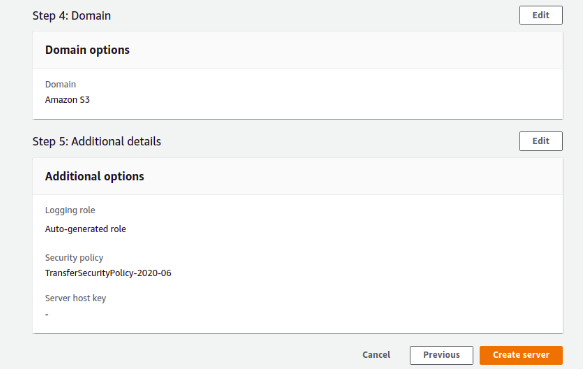 Step 4: Domain
Edit
Domain options
Domain
Amazon S3
Step 5: Additional details
Edit
Additional options
Logging role
Auto-generated role
Security policy
TransferSecurityPolicy-2020-06
Server host key
-
Cancel
Previous
Create server